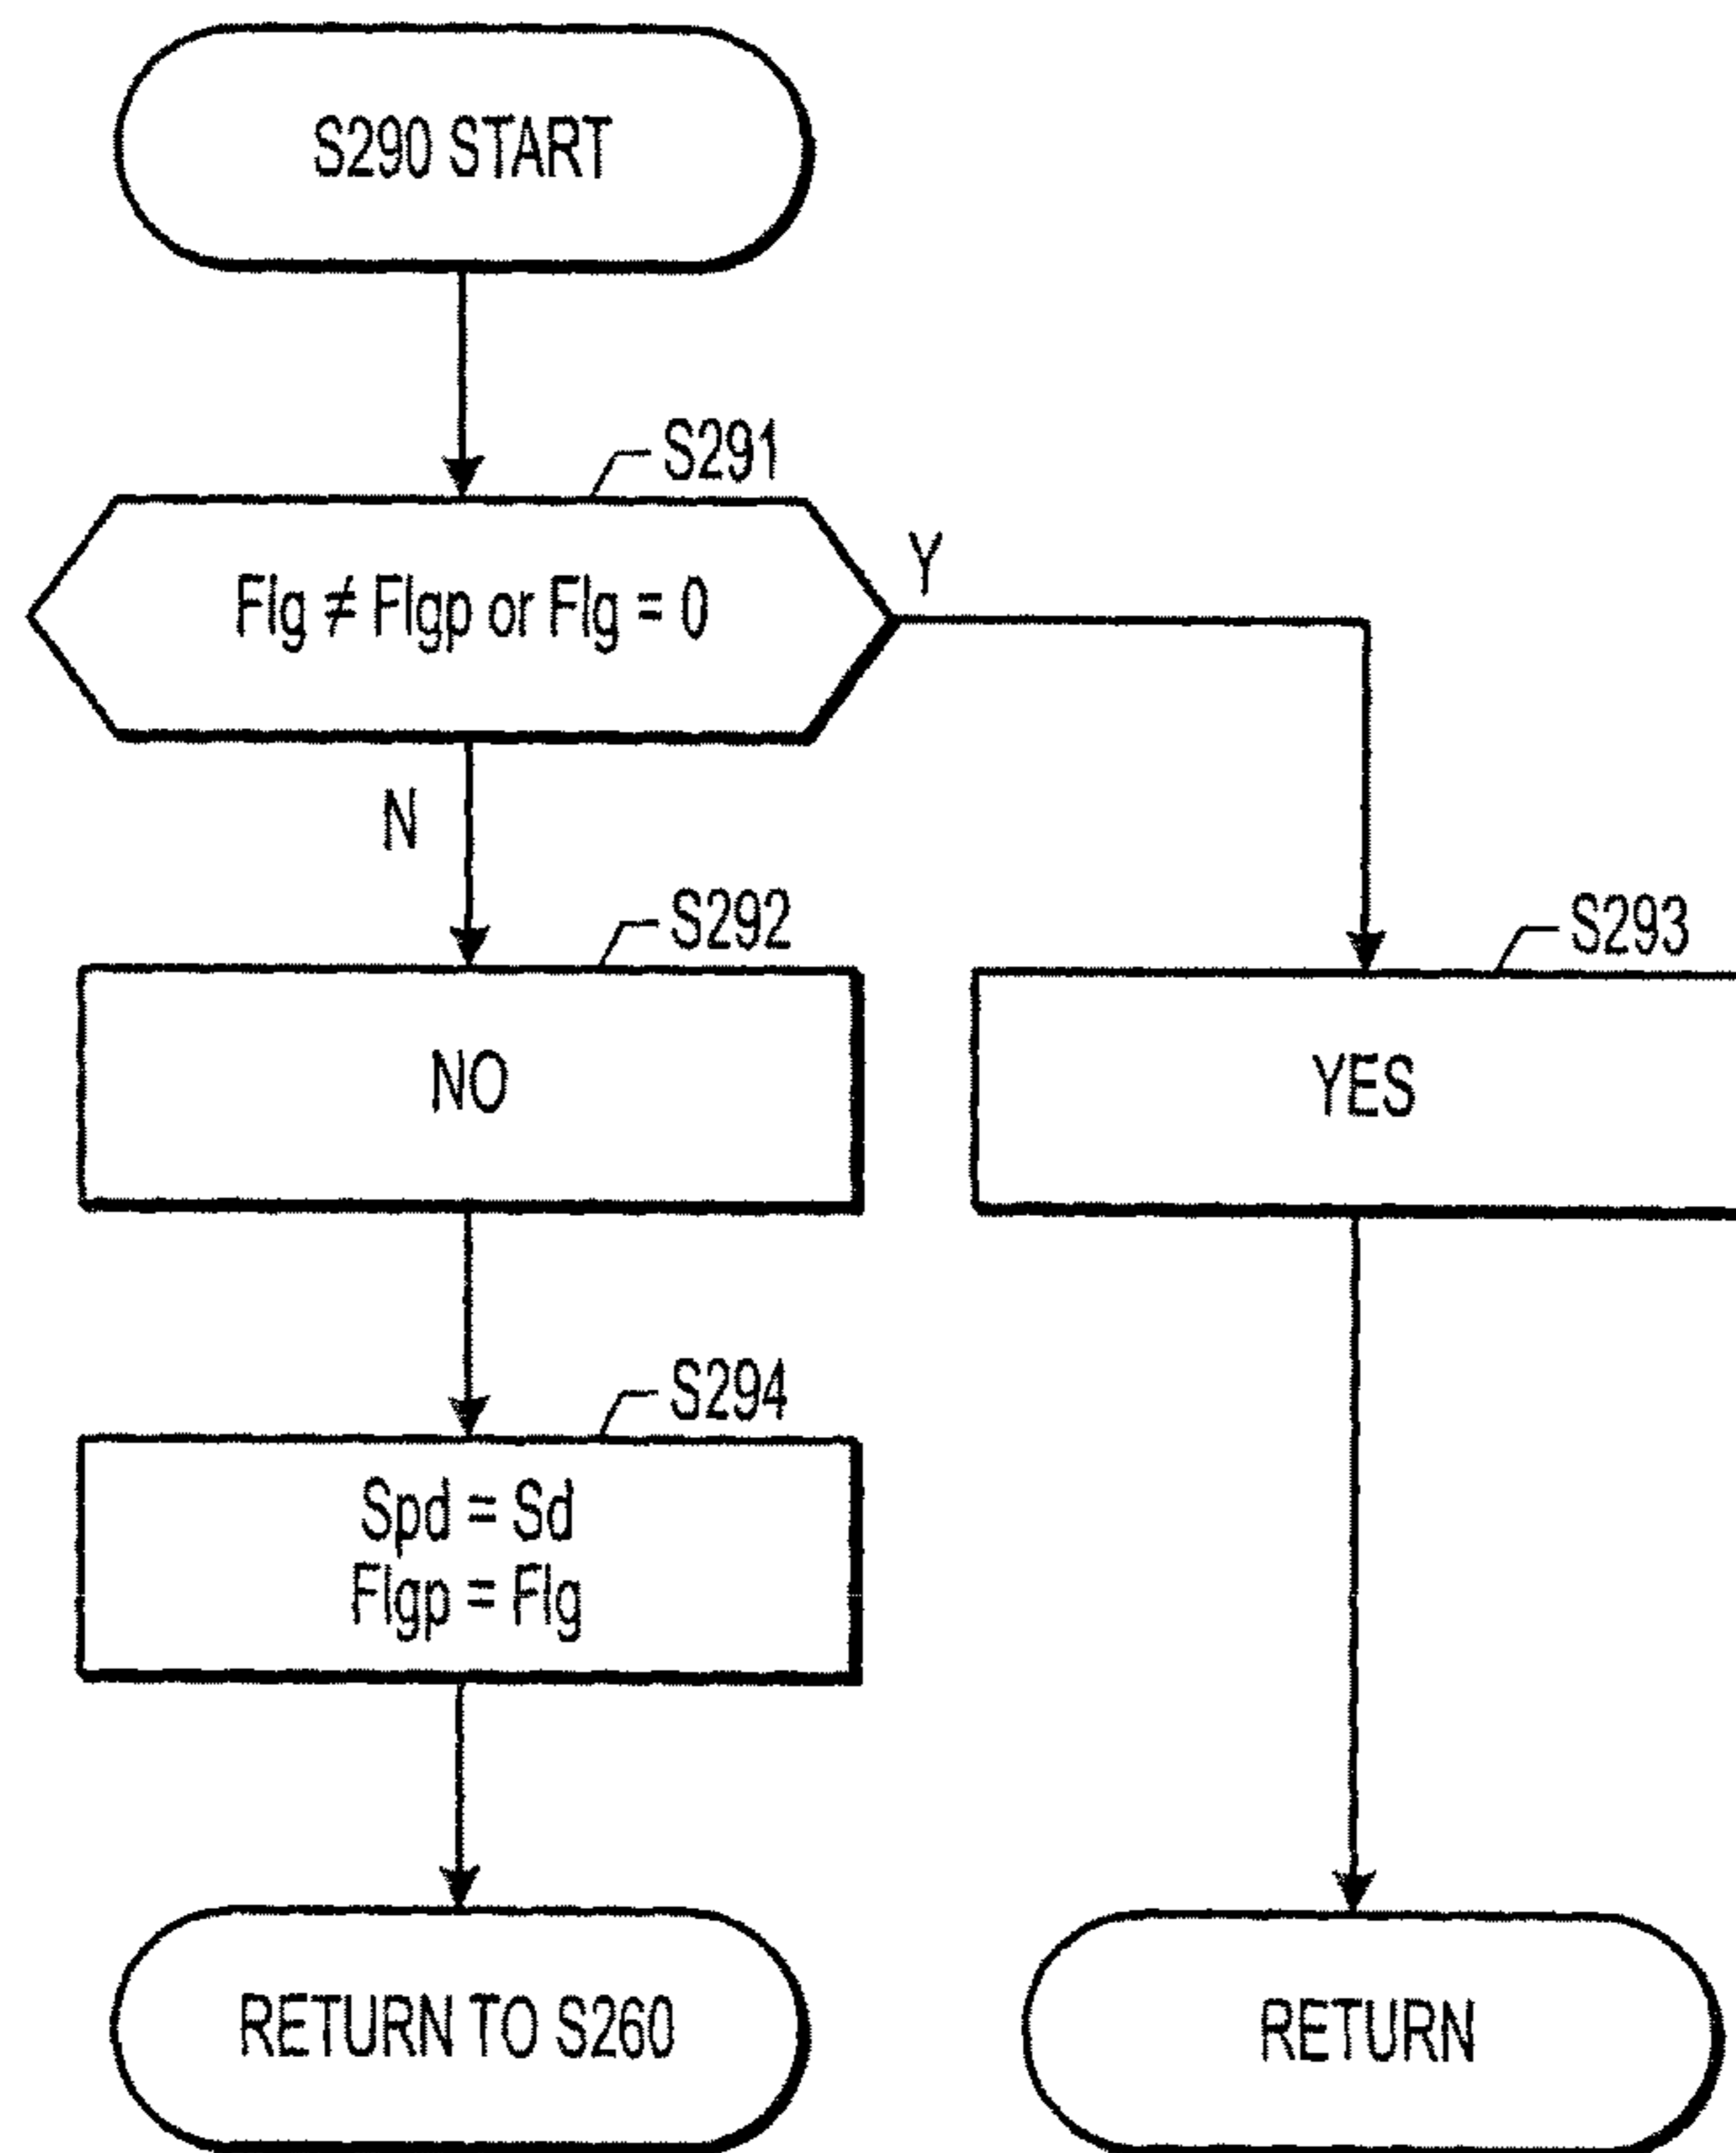 S290 START
S291
Flg ≠ Flgp or Flg = 0
Y
N
S292
NO
S293
YES
S294
Spd = Sd
Flgp = Flg
RETURN TO S260
RETURN